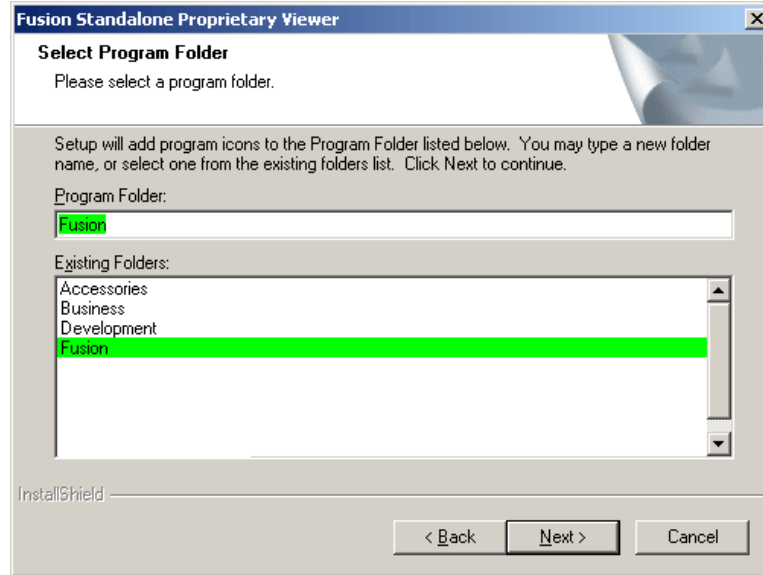 Fusion Standalone Proprietary Viewer
Select Program Folder
Please select a program folder.
Setup will add program icons to the Program Folder listed below. You may type a new folder
name, or select one from the existing folders list. Click Next to continue.
Program Folder:
Fusion
Existing Folders:
Accessories
Business
Development
Fusion
InstallShield
< Back Next > Cancel